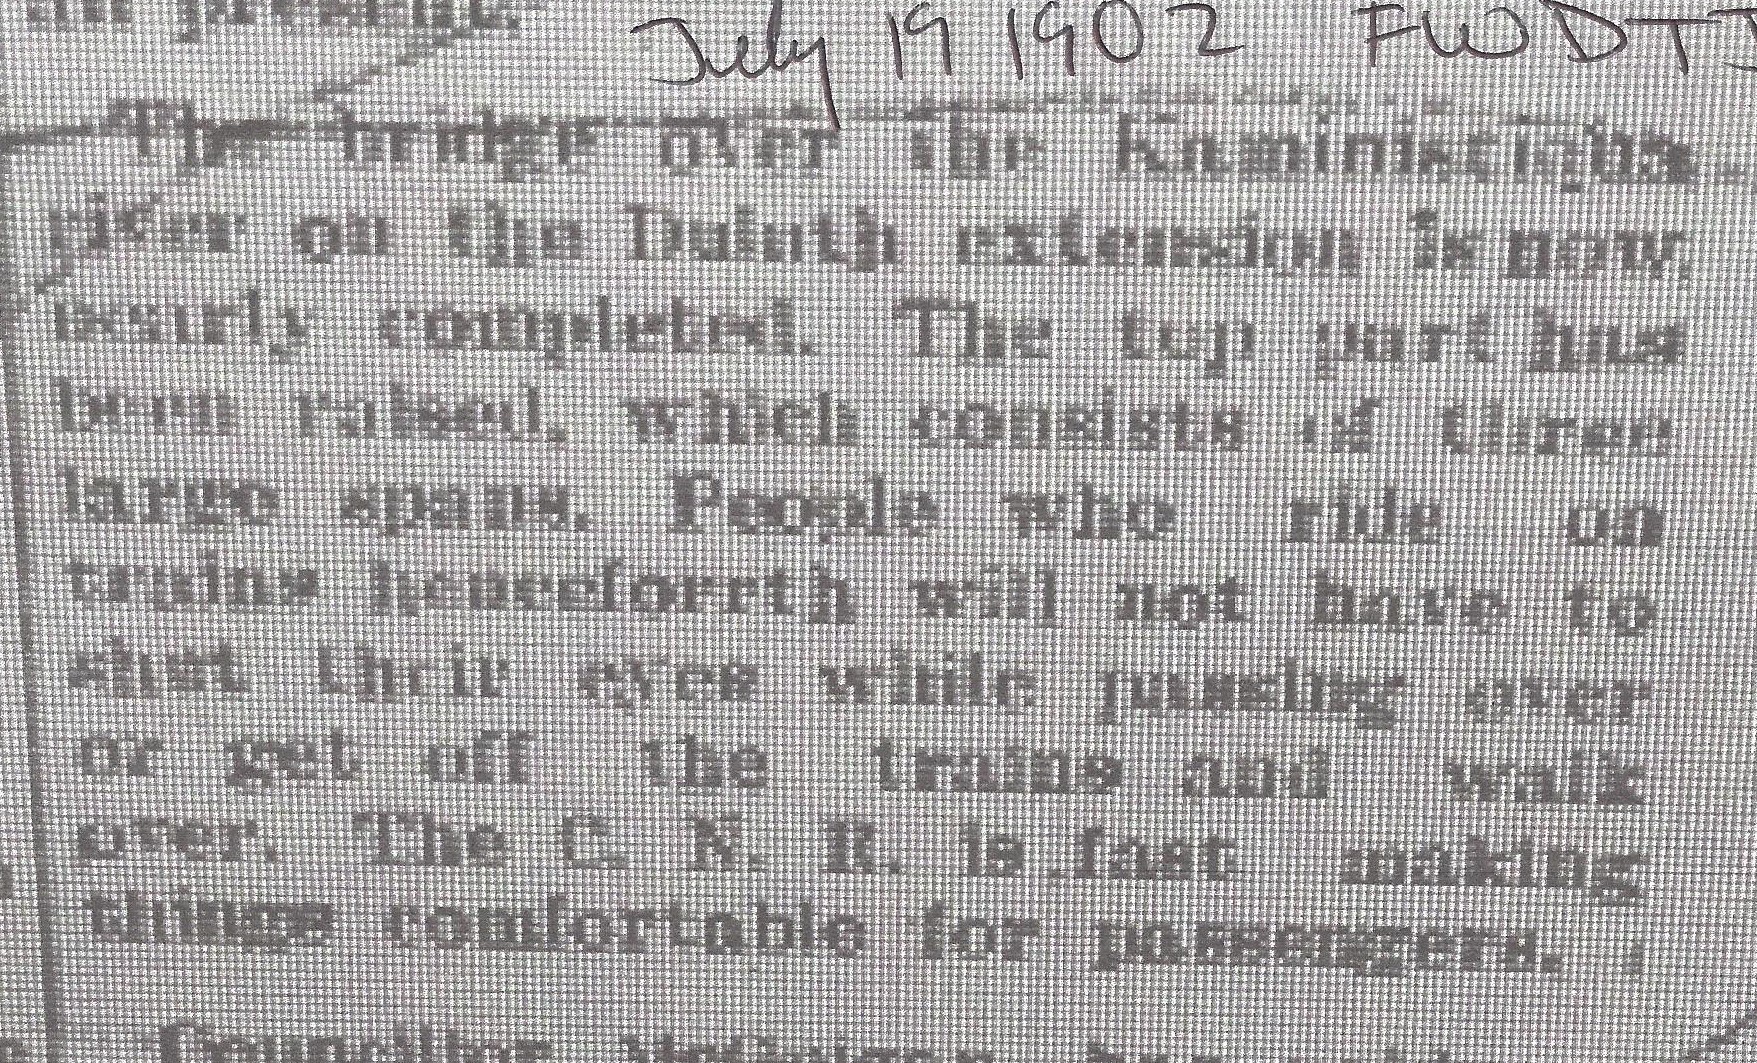 present.
July 19 1902 FWDTJ
The bridge over the Kaministiquia
river on the Duluth extension is now
nearly completed. The top part has
been raised, which consists of three
large spans. People who ride on
trains henceforrth will not have to
shut their eyes while passing over
or get off the trains and walk
over. The C. N. R. is fast making
things comfortable for passengers.